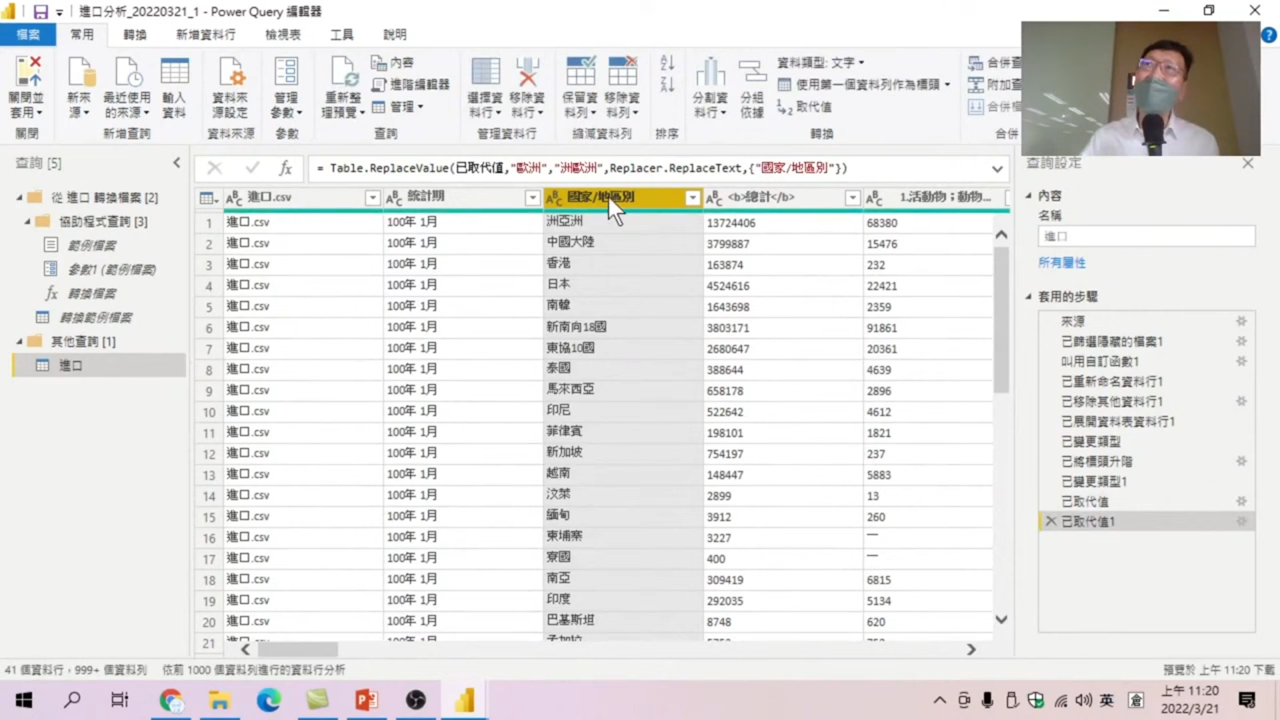 進口分析_20220321_1 - Power Query 編輯器
檔案 常用 轉換 新增資料行 檢視表 工具 說明
關閉並套用 新來源 最近使用的來源 輸入資料 資料來源設定 管理參數 重新整理預覽 內容 進階編輯器 管理 選擇資料行 移除資料行 保留資料列 移除資料列 分割資料行 分組依據 資料類型: 文字 使用第一個資料列作為標頭 取代值
關閉 新增查詢 資料來源 參數 查詢 管理資料行 縮減資料列 排序 轉換
查詢 [5]
從 進口 轉換檔案 [2]
協助程式查詢 [3]
範例檔案
參數1 (範例檔案)
fx 轉換檔案
轉換範例檔案
其他查詢 [1]
進口
fx = Table.ReplaceValue(已取代值,"歐洲","洲歐洲",Replacer.ReplaceText,{"國家/地區別"})
進口.csv 統計期 國家/地區別 <b>總計</b> 1.活動物；動物...
1 進口.csv 100年 1月 洲亞洲 13724406 68380
2 進口.csv 100年 1月 中國大陸 3799887 15476
3 進口.csv 100年 1月 香港 163874 232
4 進口.csv 100年 1月 日本 4524616 22421
5 進口.csv 100年 1月 南韓 1643698 2359
6 進口.csv 100年 1月 新南向18國 3803171 91861
7 進口.csv 100年 1月 東協10國 2680647 20361
8 進口.csv 100年 1月 泰國 388644 4639
9 進口.csv 100年 1月 馬來西亞 658178 2896
10 進口.csv 100年 1月 印尼 522642 4612
11 進口.csv 100年 1月 菲律賓 198101 1821
12 進口.csv 100年 1月 新加坡 754197 237
13 進口.csv 100年 1月 越南 148447 5883
14 進口.csv 100年 1月 汶萊 2899 13
15 進口.csv 100年 1月 緬甸 3912 260
16 進口.csv 100年 1月 柬埔寨 3227 —
17 進口.csv 100年 1月 寮國 400 —
18 進口.csv 100年 1月 南亞 309419 6815
19 進口.csv 100年 1月 印度 292035 5134
20 進口.csv 100年 1月 巴基斯坦 8748 620
21
查詢設定
內容
名稱
進口
所有屬性
套用的步驟
來源
已篩選隱藏的檔案1
叫用自訂函數1
已重新命名資料行1
已移除其他資料行1
已展開資料表資料行1
已變更類型
已將標頭升階
已變更類型1
已取代值
已取代值1
41 個資料行，999+ 個資料列 依前 1000 個資料列進行的資料行分析 預覽於 上午 11:20 下載
英 倉 上午 11:20
2022/3/21